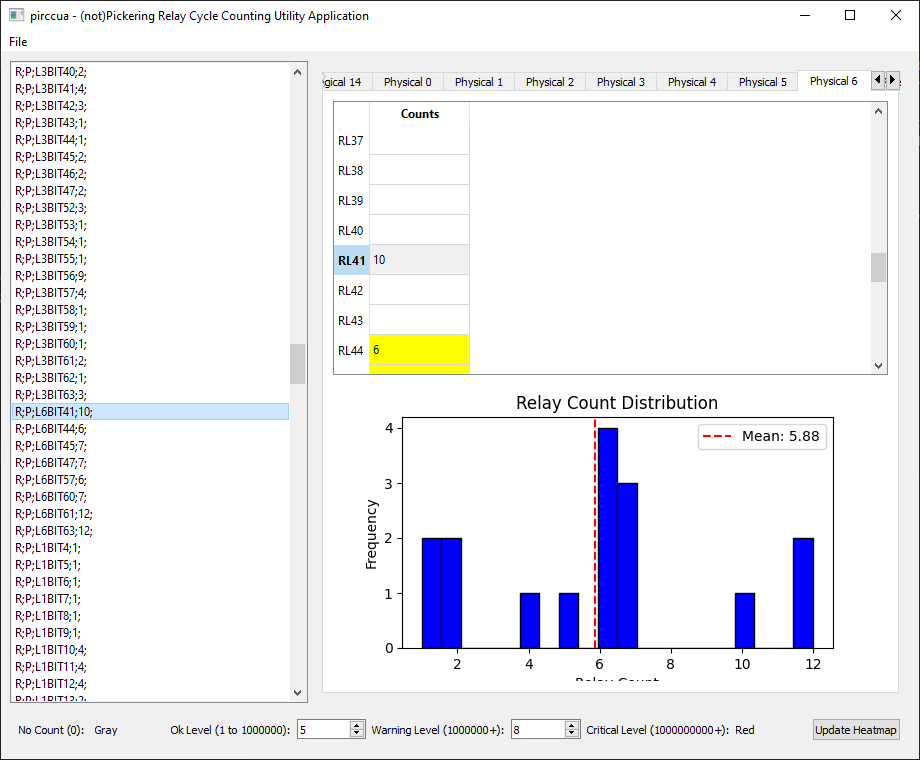 pirccua - (not)Pickering Relay Cycle Counting Utility Application
File
R;P;L3BIT40;2;
R;P;L3BIT41;4;
R;P;L3BIT42;3;
R;P;L3BIT43;1;
R;P;L3BIT44;1;
R;P;L3BIT45;2;
R;P;L3BIT46;2;
R;P;L3BIT47;2;
R;P;L3BIT52;3;
R;P;L3BIT53;1;
R;P;L3BIT54;1;
R;P;L3BIT55;1;
R;P;L3BIT56;9;
R;P;L3BIT57;4;
R;P;L3BIT58;1;
R;P;L3BIT59;1;
R;P;L3BIT60;1;
R;P;L3BIT61;2;
R;P;L3BIT62;1;
R;P;L3BIT63;3;
R;P;L6BIT41;10;
R;P;L6BIT44;6;
R;P;L6BIT45;7;
R;P;L6BIT47;7;
R;P;L6BIT57;6;
R;P;L6BIT60;7;
R;P;L6BIT61;12;
R;P;L6BIT63;12;
R;P;L1BIT4;1;
R;P;L1BIT5;1;
R;P;L1BIT6;1;
R;P;L1BIT7;1;
R;P;L1BIT8;1;
R;P;L1BIT9;1;
R;P;L1BIT10;4;
R;P;L1BIT11;4;
R;P;L1BIT12;4;
R;P;L1BIT13;2;
gical 14 Physical 0 Physical 1 Physical 2 Physical 3 Physical 4 Physical 5 Physical 6
Counts
RL37
RL38
RL39
RL40
RL41 10
RL42
RL43
RL44 6
Relay Count Distribution
Mean: 5.88
Frequency
4
3
2
1
0
2 4 6 8 10 12
Relay Count
No Count (0): Gray Ok Level (1 to 1000000): 5 Warning Level (1000000+): 8 Critical Level (1000000000+): Red Update Heatmap